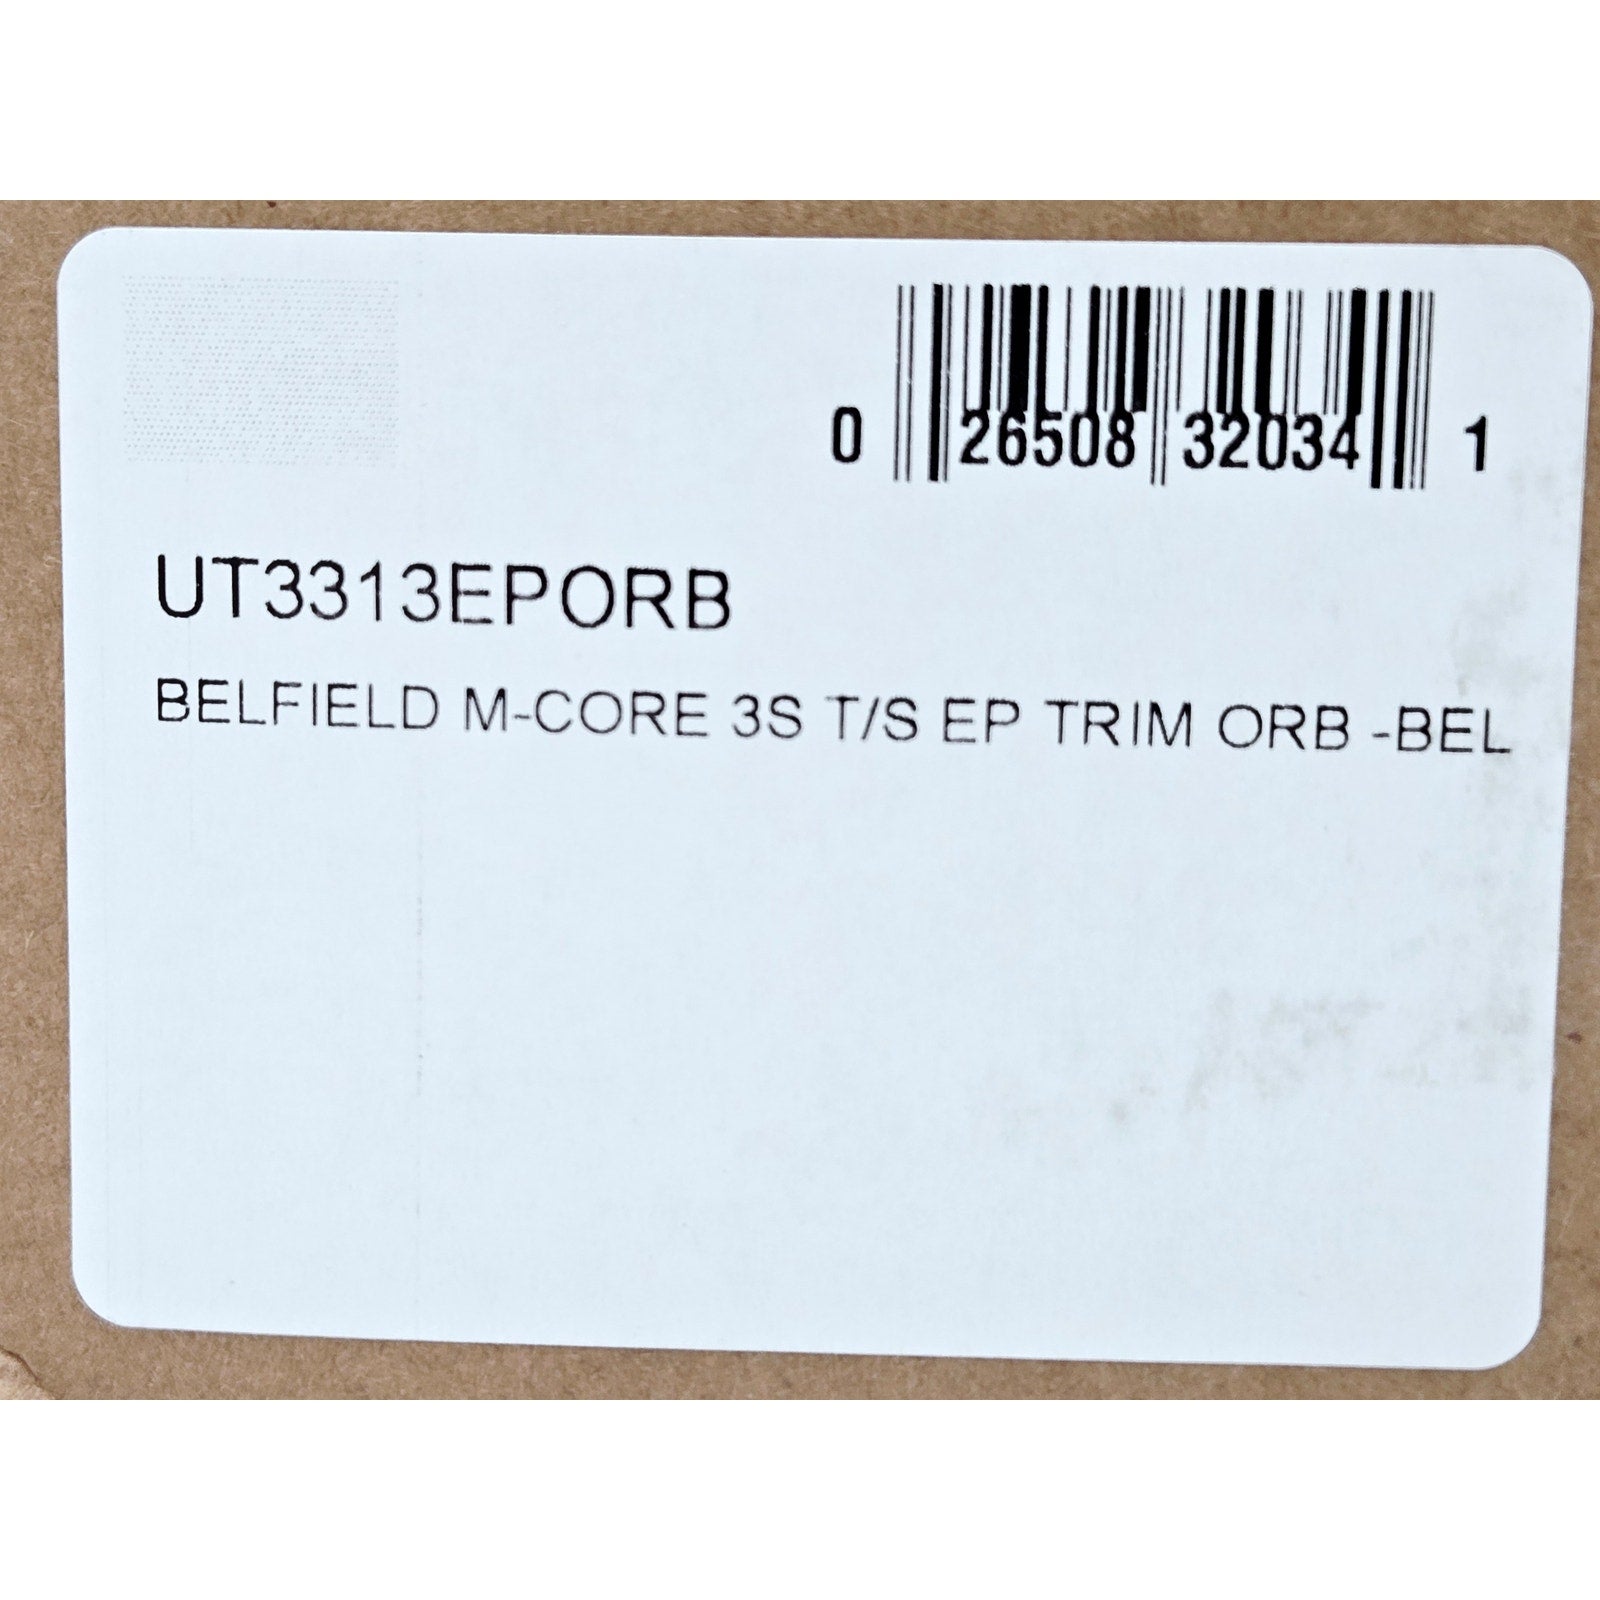 0 26508 32034 1
UT3313EPORB
BELFIELD M-CORE 3S T/S EP TRIM ORB -BEL